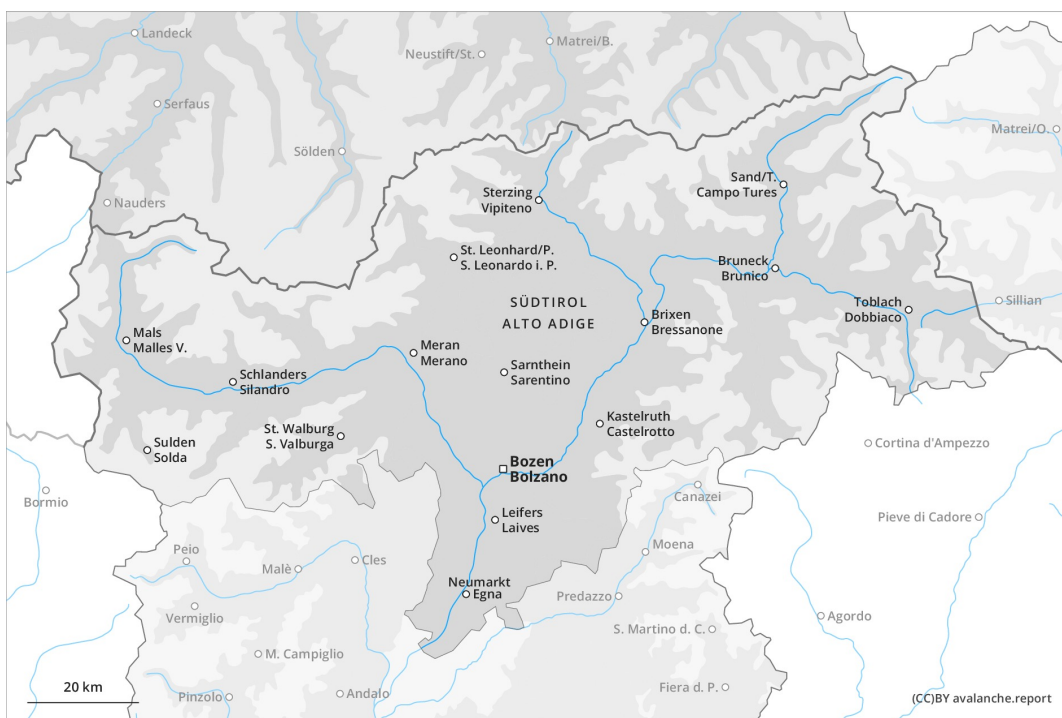 Landeck
Neustift/St.
Matrei/B.
Serfaus
Matrei/O.
Sölden
Sand/T.
Campo Tures
Nauders
Sterzing
Vipiteno
St. Leonhard/P.
S. Leonardo i. P.
Bruneck
Brunico
SÜDTIROL
ALTO ADIGE
Toblach
Dobbiaco
Sillian
Brixen
Bressanone
Mals
Malles V.
Meran
Merano
Sarnthein
Sarentino
Schlanders
Silandro
Kastelruth
Castelrotto
St. Walburg
S. Valburga
Sulden
Solda
Cortina d'Ampezzo
Bozen
Bolzano
Bormio
Canazei
Leifers
Laives
Pieve di Cadore
Moena
Peio
Malè
Cles
Neumarkt
Egna
Predazzo
Vermiglio
Agordo
S. Martino d. C.
M. Campiglio
20 km
Pinzolo
Andalo
Fiera d. P.
(CC)BY avalanche.report